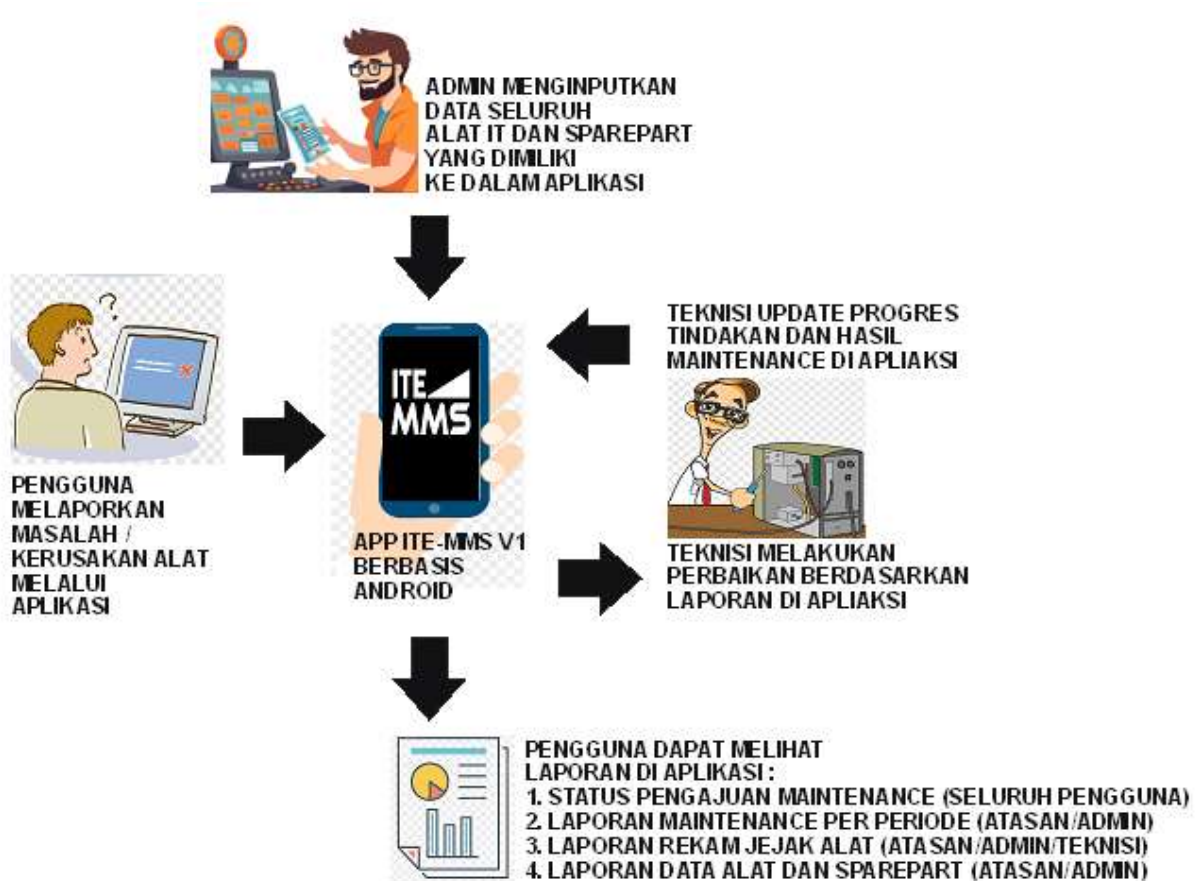 ADMIN MENGINPUTKAN
DATA SELURUH
ALAT IT DAN SPAREPART
YANG DIMILIKI
KE DALAM APLIKASI
TEKNISI UPDATE PROGRES
TINDAKAN DAN HASIL
MAINTENANCE DI APLIAKSI
ITE
MMS
PENGGUNA
MELAPORKAN
MASALAH /
KERUSAKAN ALAT
MELALUI
APLIKASI
APP ITE-MMS V1
BERBASIS
ANDROID
TEKNISI MELAKUKAN
PERBAIKAN BERDASARKAN
LAPORAN DI APLIAKSI
PENGGUNA DAPAT MELIHAT
LAPORAN DI APLIKASI :
1. STATUS PENGAJUAN MAINTENANCE (SELURUH PENGGUNA)
2. LAPORAN MAINTENANCE PER PERIODE (ATASAN/ADMIN)
3. LAPORAN REKAM JEJAK ALAT (ATASAN/ADMIN/TEKNISI)
4. LAPORAN DATA ALAT DAN SPAREPART (ATASAN/ADMIN)